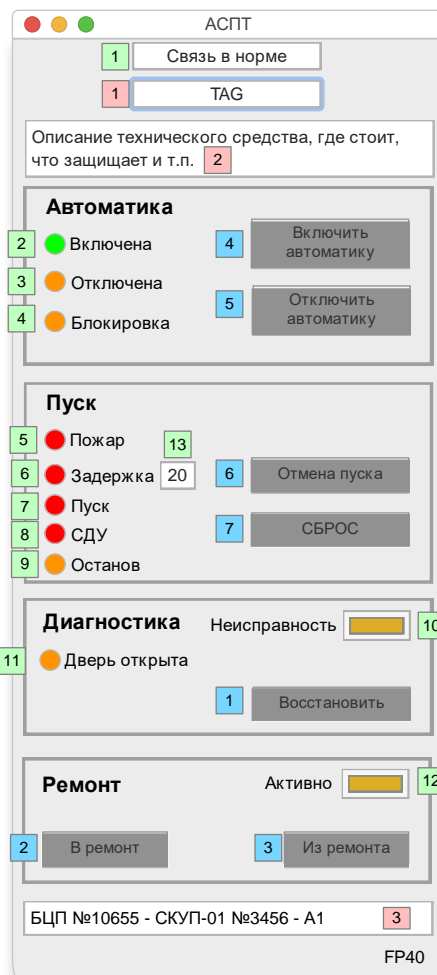 АСПТ
1 Связь в норме
1 TAG
Описание технического средства, где стоит,
что защищает и т.п. 2
Автоматика
2 Включена 4 Включить
автоматику
3 Отключена
5 Отключить
автоматику
4 Блокировка
Пуск
5 Пожар 13
6 Задержка 20 6 Отмена пуска
7 Пуск
8 СДУ 7 СБРОС
9 Останов
Диагностика Неисправность 10
11 Дверь открыта
1 Восстановить
Ремонт Активно 12
2 В ремонт 3 Из ремонта
БЦП №10655 - СКУП-01 №3456 - А1 3
FP40